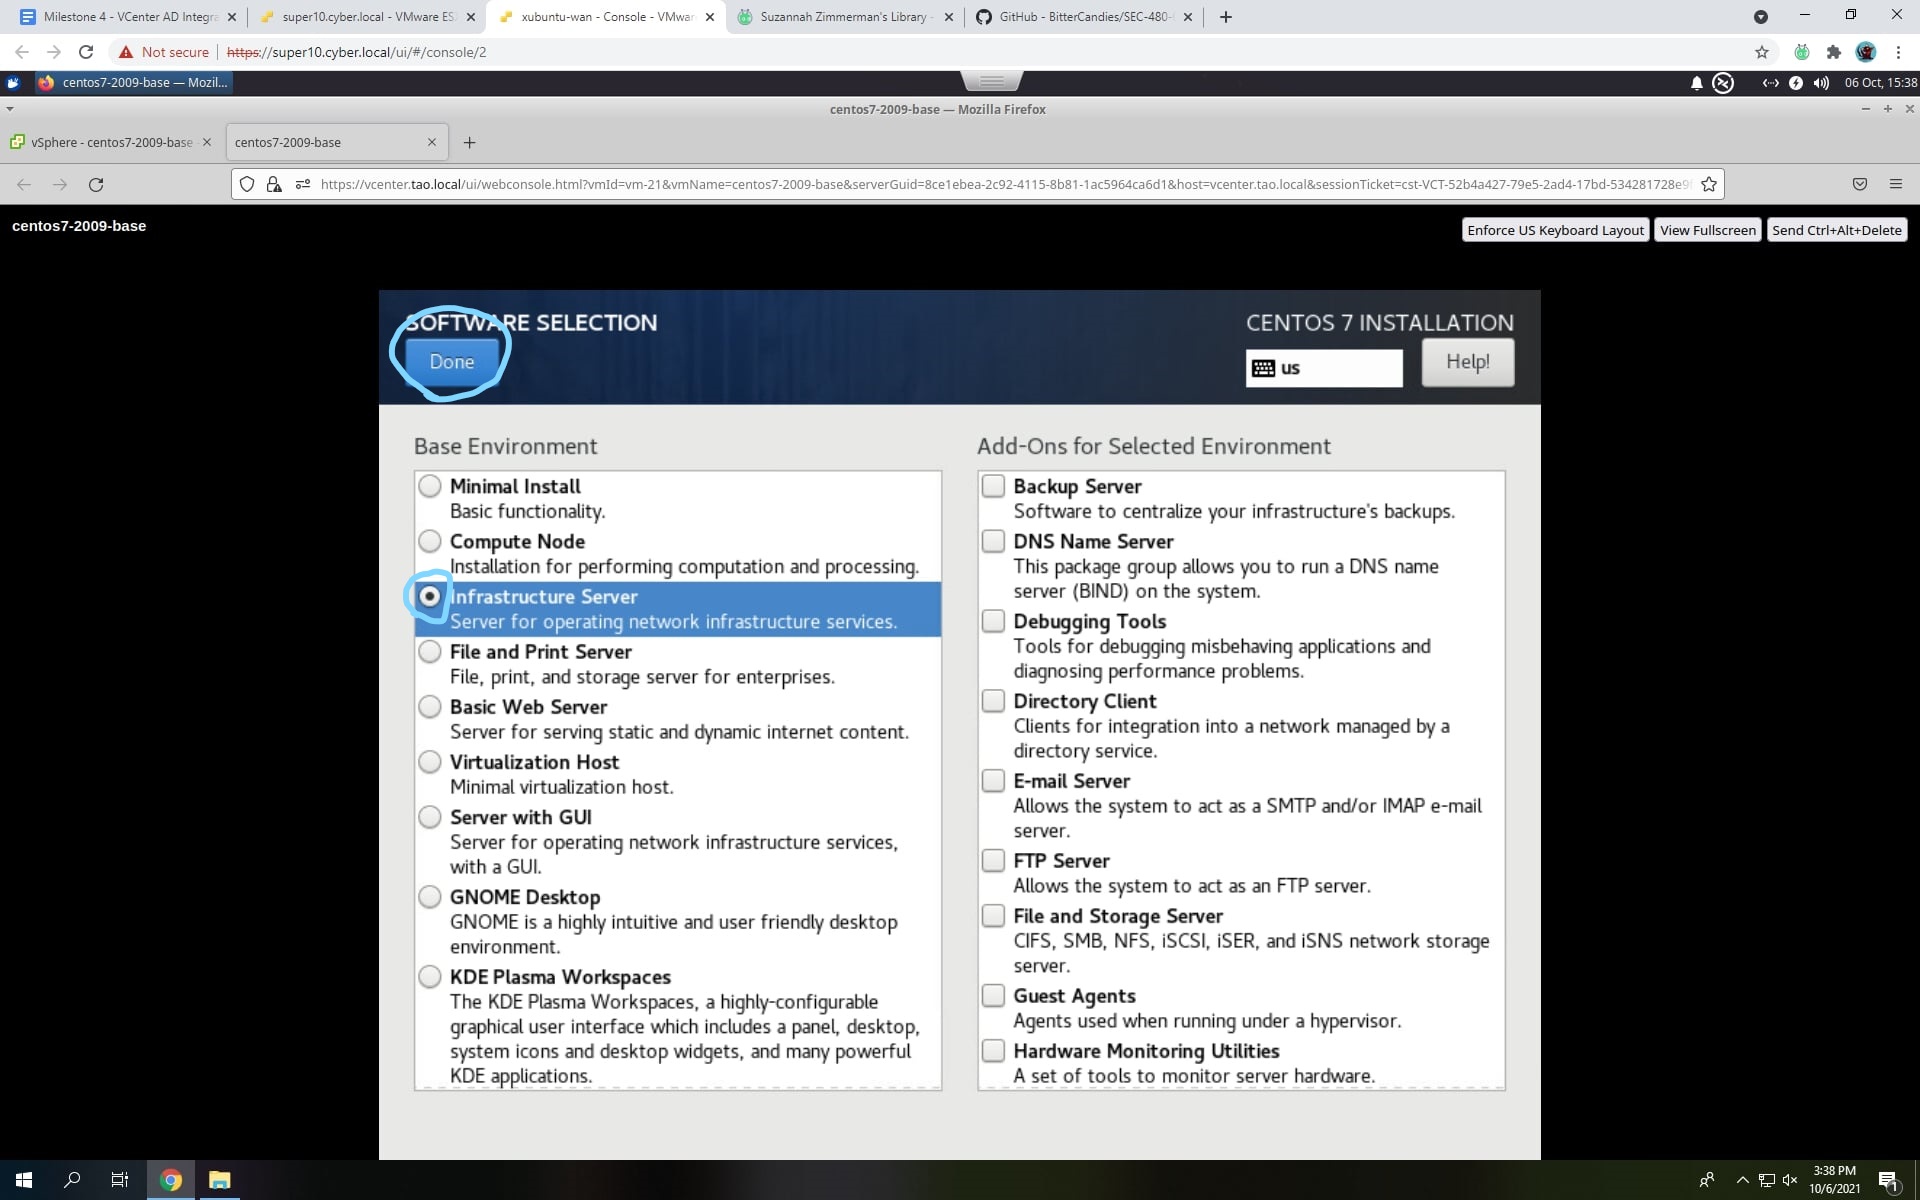 Milestone 4 - VCenter AD Integra
super10.cyber.local - VMware ES
xubuntu-wan - Console - VMwar
Suzannah Zimmerman's Library -
GitHub - BitterCandies/SEC-480-
Not secure
https://super10.cyber.local/ui/#/console/2
centos7-2009-base — Mozil...
06 Oct, 15:38
centos7-2009-base — Mozilla Firefox
vSphere - centos7-2009-base
centos7-2009-base
https://vcenter.tao.local/ui/webconsole.html?vmId=vm-21&vmName=centos7-2009-base&serverGuid=8ce1ebea-2c92-4115-8b81-1ac5964ca6d1&host=vcenter.tao.local&sessionTicket=cst-VCT-52b4a427-79e5-2ad4-17bd-534281728e9f
centos7-2009-base
Enforce US Keyboard Layout
View Fullscreen
Send Ctrl+Alt+Delete
SOFTWARE SELECTION
Done
CENTOS 7 INSTALLATION
us
Help!
Base Environment
Minimal Install
Basic functionality.
Compute Node
Installation for performing computation and processing.
Infrastructure Server
Server for operating network infrastructure services.
File and Print Server
File, print, and storage server for enterprises.
Basic Web Server
Server for serving static and dynamic internet content.
Virtualization Host
Minimal virtualization host.
Server with GUI
Server for operating network infrastructure services,
with a GUI.
GNOME Desktop
GNOME is a highly intuitive and user friendly desktop
environment.
KDE Plasma Workspaces
The KDE Plasma Workspaces, a highly-configurable
graphical user interface which includes a panel, desktop,
system icons and desktop widgets, and many powerful
KDE applications.
Add-Ons for Selected Environment
Backup Server
Software to centralize your infrastructure's backups.
DNS Name Server
This package group allows you to run a DNS name
server (BIND) on the system.
Debugging Tools
Tools for debugging misbehaving applications and
diagnosing performance problems.
Directory Client
Clients for integration into a network managed by a
directory service.
E-mail Server
Allows the system to act as a SMTP and/or IMAP e-mail
server.
FTP Server
Allows the system to act as an FTP server.
File and Storage Server
CIFS, SMB, NFS, iSCSI, iSER, and iSNS network storage
server.
Guest Agents
Agents used when running under a hypervisor.
Hardware Monitoring Utilities
A set of tools to monitor server hardware.
3:38 PM
10/6/2021
1